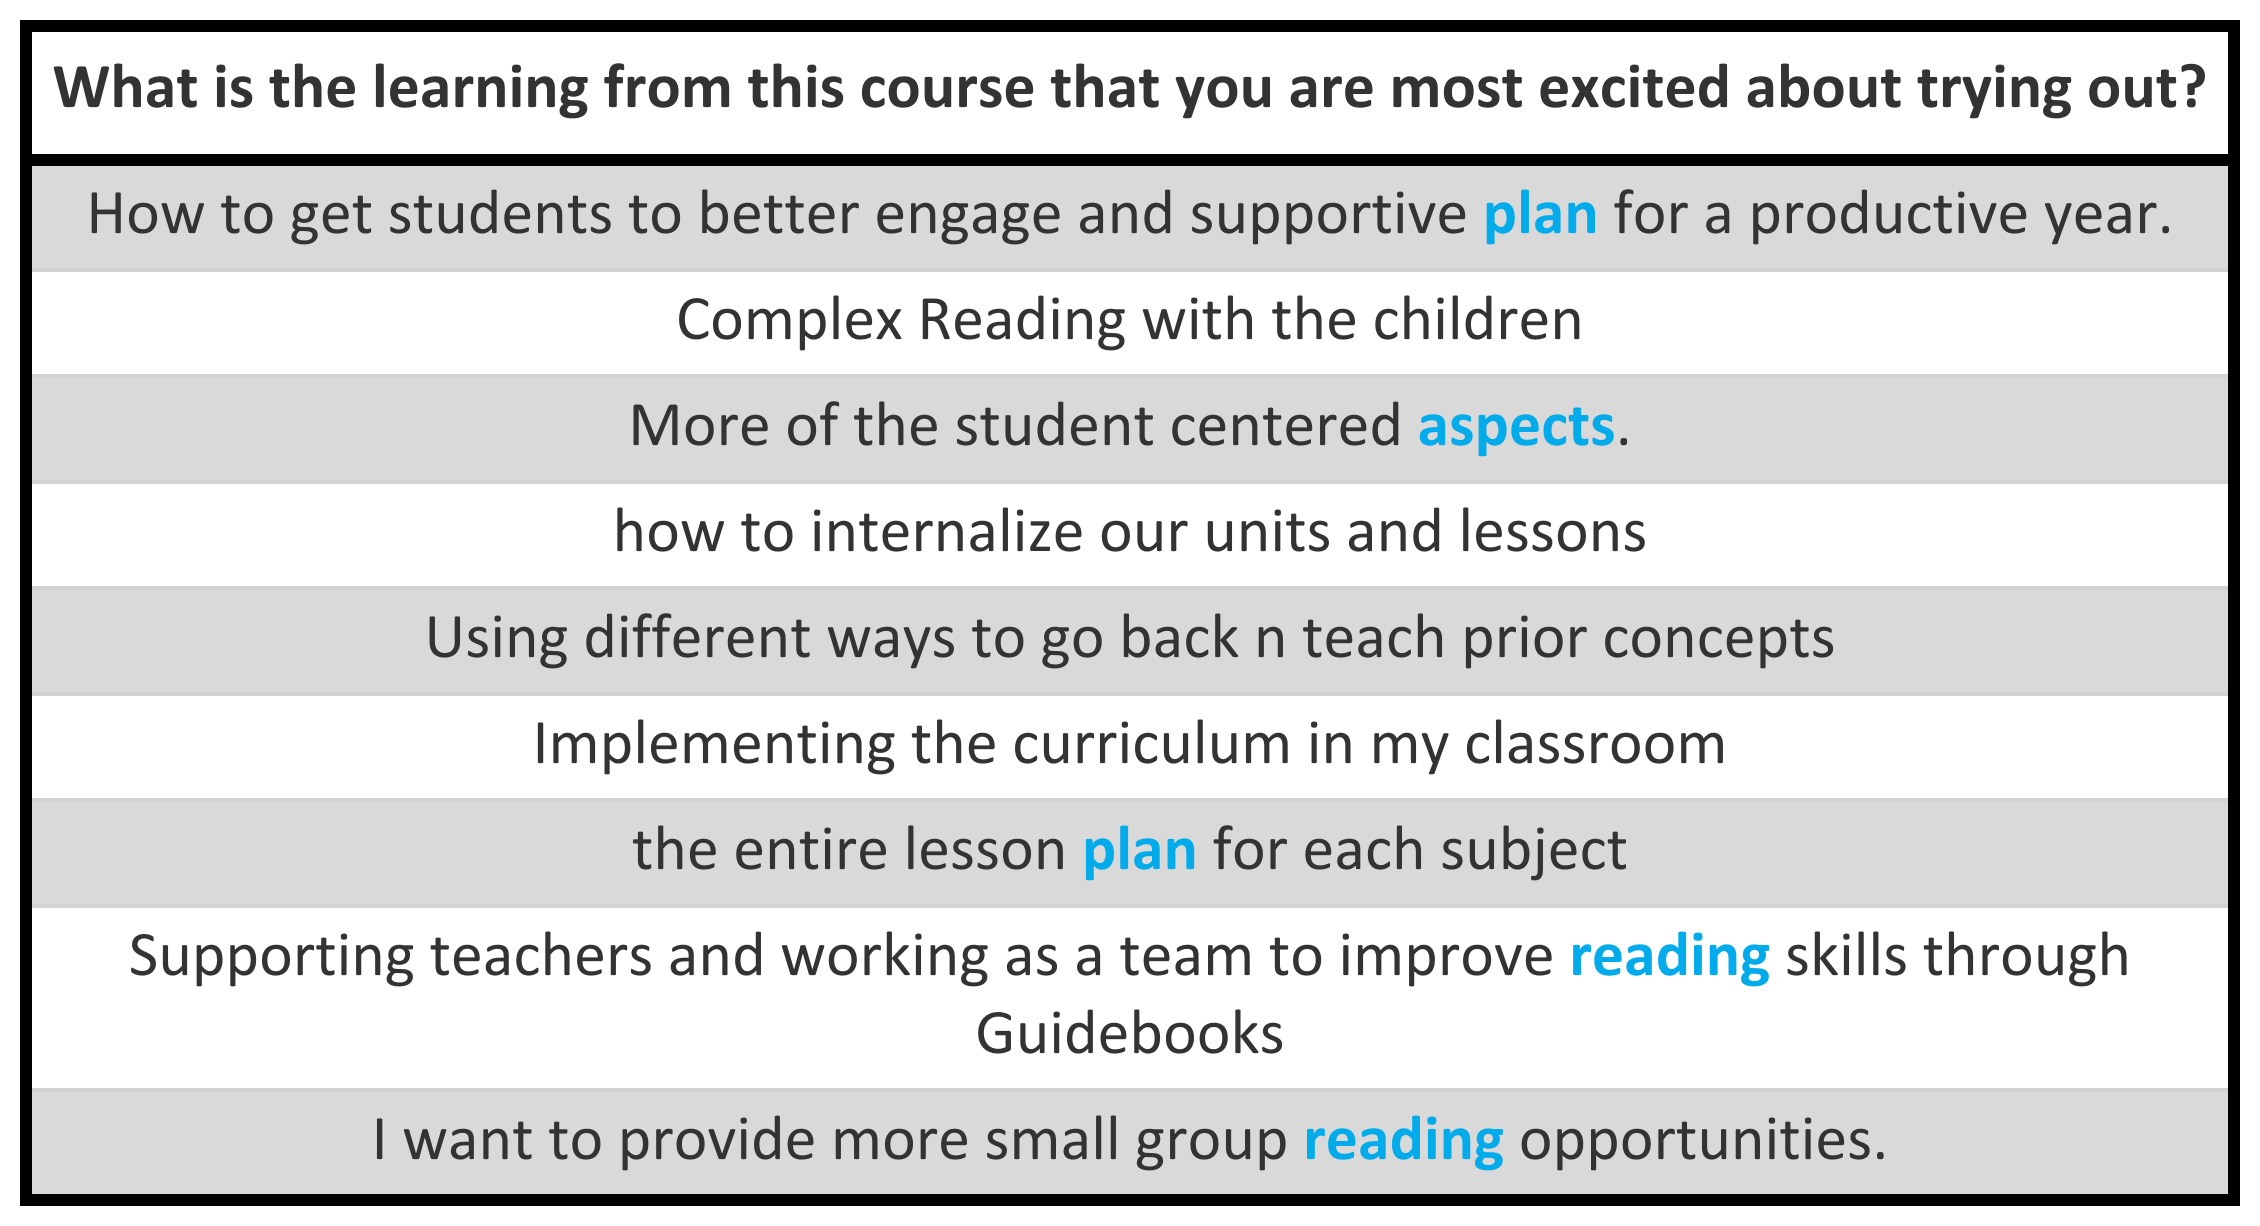 What is the learning from this course that you are most excited about trying out?
How to get students to better engage and supportive plan for a productive year.
Complex Reading with the children
More of the student centered aspects.
how to internalize our units and lessons
Using different ways to go back n teach prior concepts
Implementing the curriculum in my classroom
the entire lesson plan for each subject
Supporting teachers and working as a team to improve reading skills through
Guidebooks
I want to provide more small group reading opportunities.